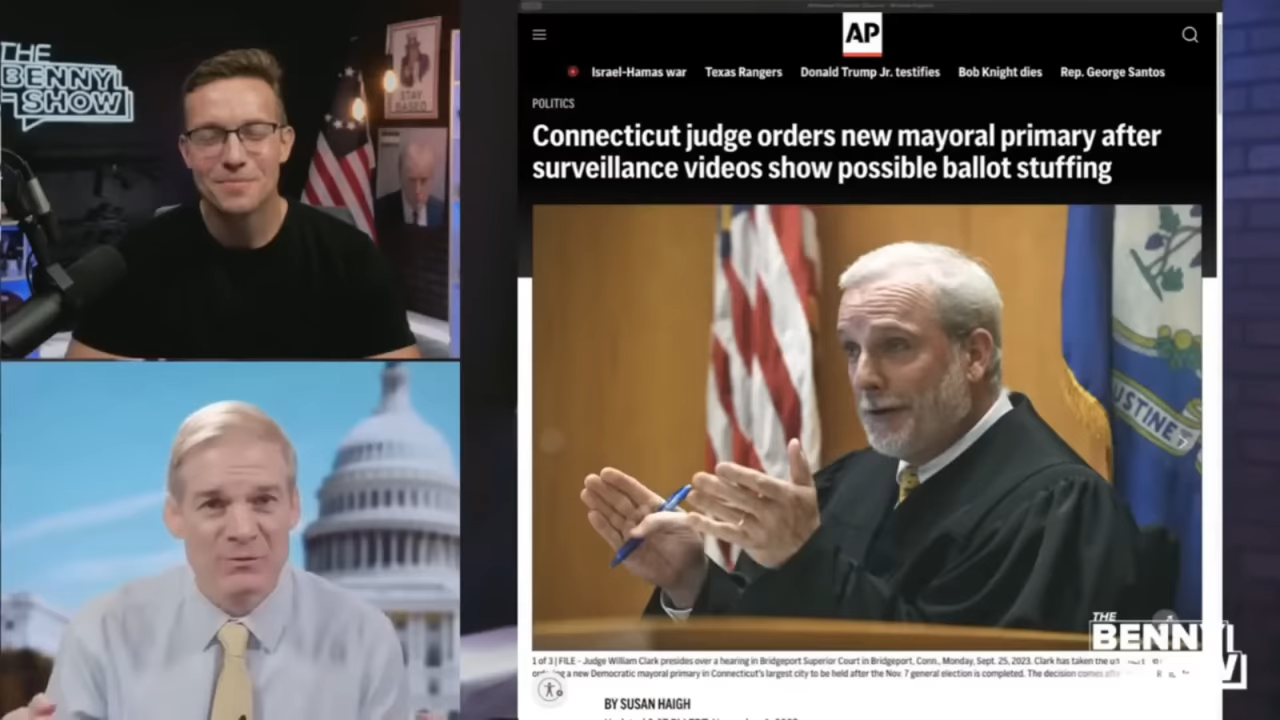 THE
BENNY
SHOW
STAY
BASED
AP
Israel-Hamas war Texas Rangers Donald Trump Jr. testifies Bob Knight dies Rep. George Santos
POLITICS
Connecticut judge orders new mayoral primary after
surveillance videos show possible ballot stuffing
USTINE
THE
BENNY
1 of 3 | FILE - Judge William Clark presides over a hearing in Bridgeport Superior Court in Bridgeport, Conn., Monday, Sept. 25, 2023. Clark has taken the
a new Democratic mayoral primary in Connecticut's largest city to be held after the Nov. 7 general election is completed. The decision comes
BY SUSAN HAIGH